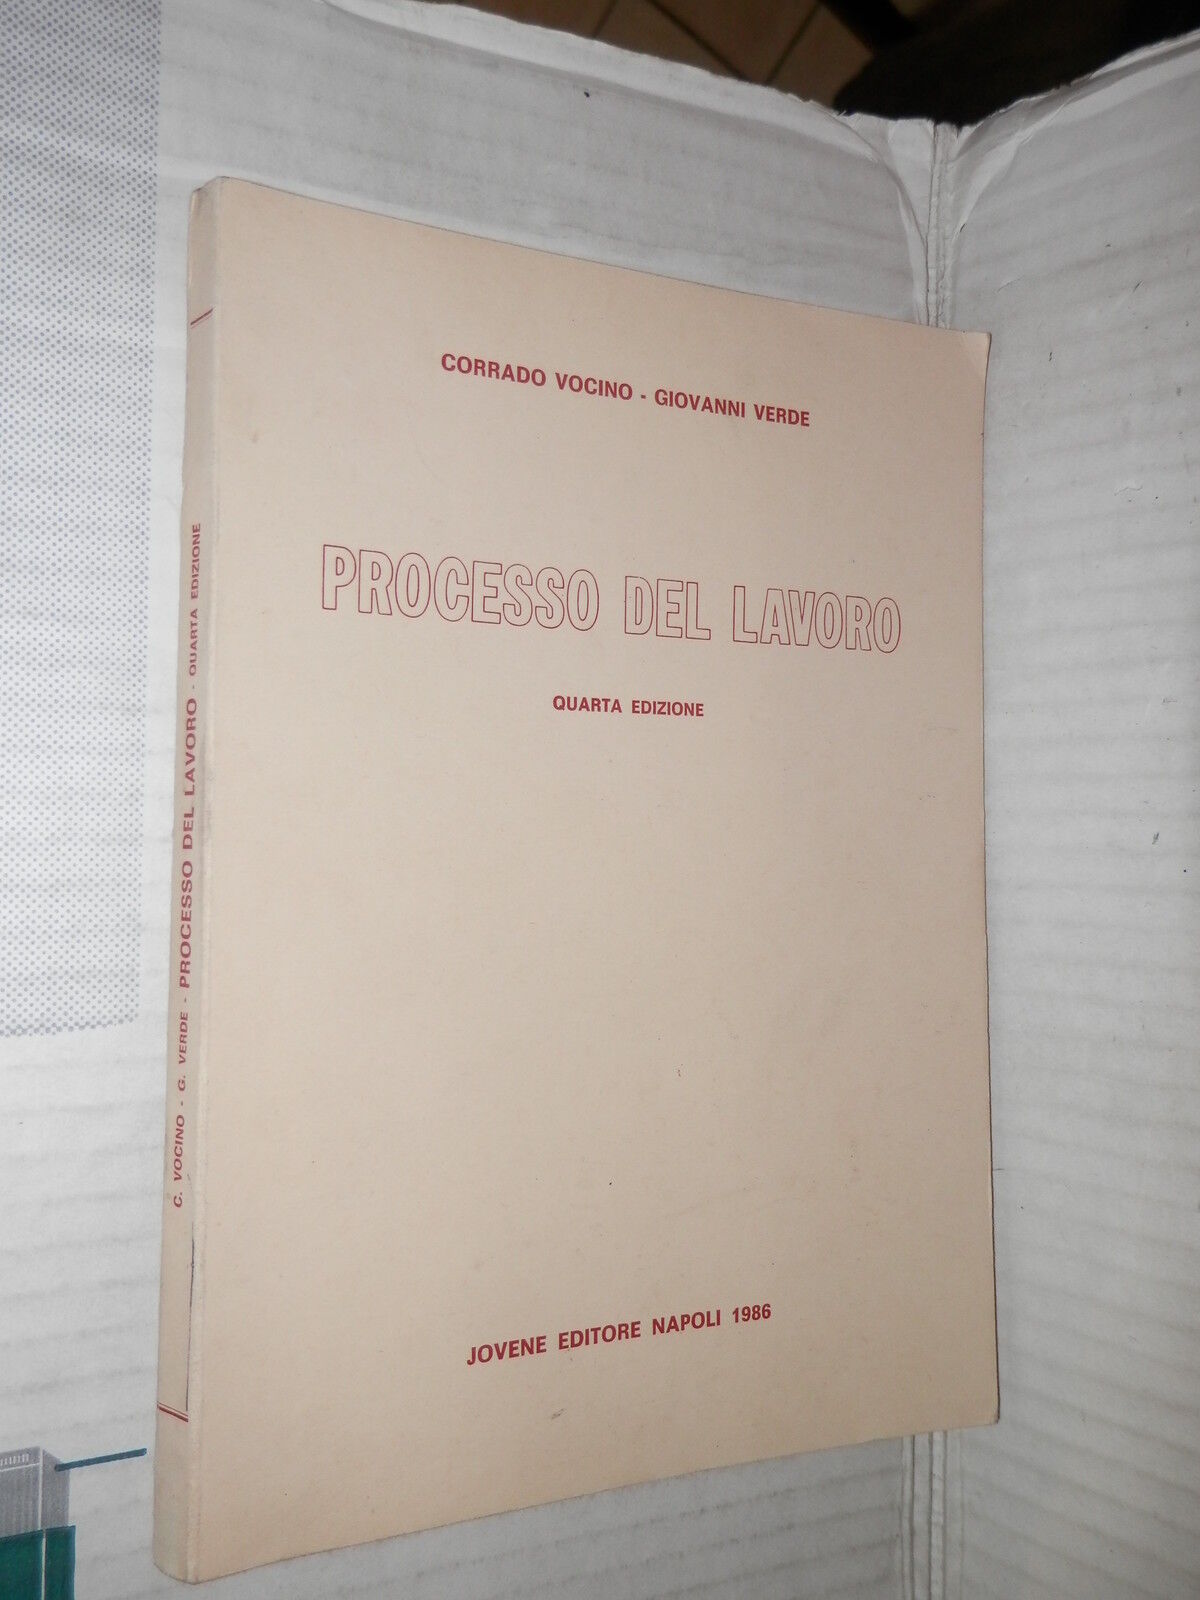 CORRADO VOCINO - GIOVANNI VERDE
PROCESSO DEL LAVORO
QUARTA EDIZIONE
JOVENE EDITORE NAPOLI 1986
C. VOCINO - G. VERDE - PROCESSO DEL LAVORO - QUARTA EDIZIONE